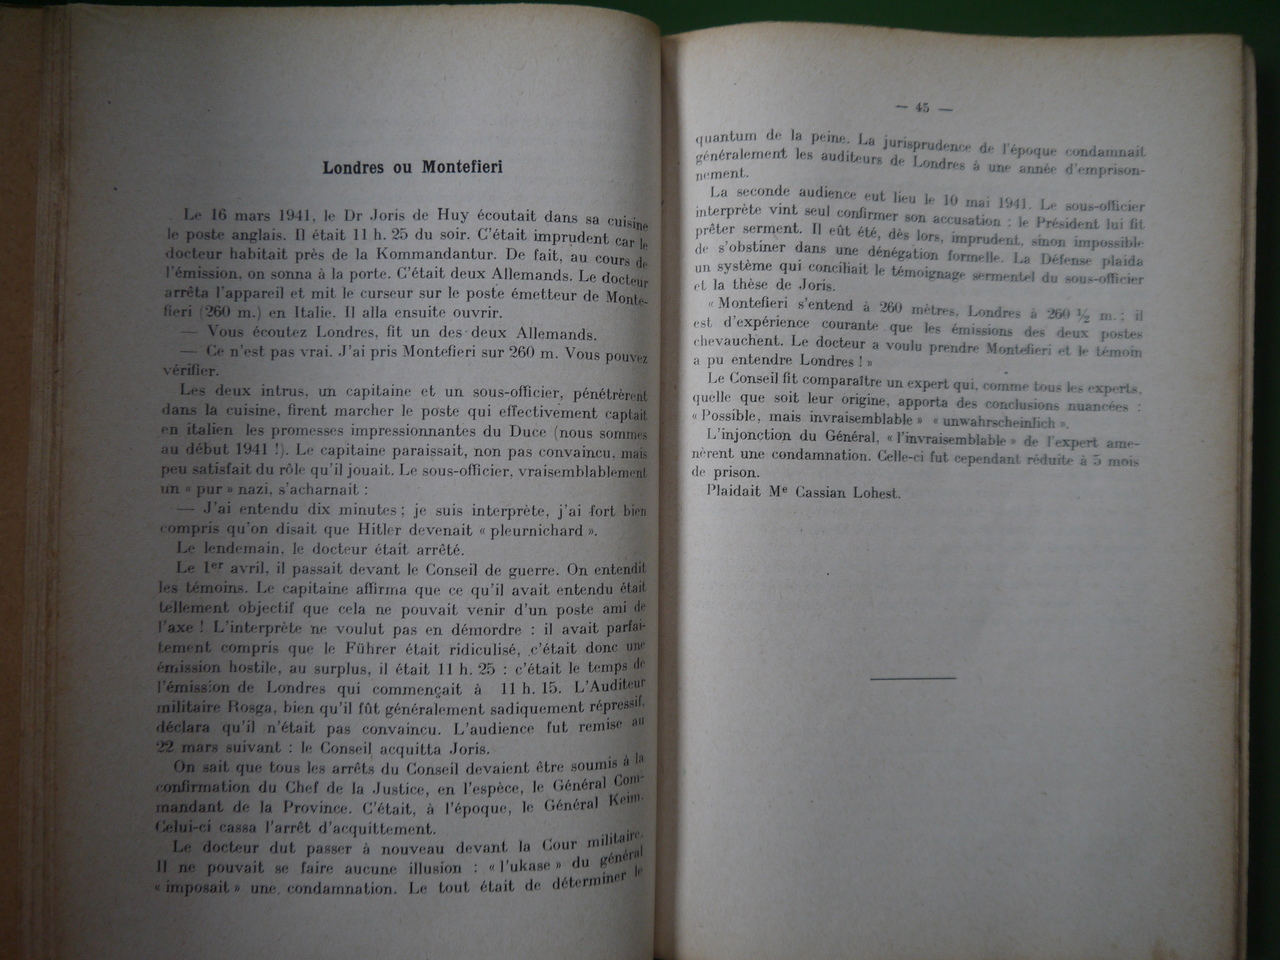 Londres ou Montefieri
Le 16 mars 1941, le Dr Joris de Huy écoutait dans sa cuisine
le poste anglais. Il était 11 h. 25 du soir. C'était imprudent car le
docteur habitait près de la Kommandantur. De fait, au cours de
l'émission, on sonna à la porte. C'était deux Allemands. Le docteur
arrêta l'appareil et mit le curseur sur le poste émetteur de Monte-
fieri (260 m.) en Italie. Il alla ensuite ouvrir.
— Vous écoutez Londres, fit un des deux Allemands.
— Ce n'est pas vrai. J'ai pris Montefieri sur 260 m. Vous pouvez
vérifier.
Les deux intrus, un capitaine et un sous-officier, pénétrèrent
dans la cuisine, firent marcher le poste qui effectivement captait
en italien les promesses impressionnantes du Duce (nous sommes
au début 1941 !). Le capitaine paraissait, non pas convaincu, mais
peu satisfait du rôle qu'il jouait. Le sous-officier, vraisemblablement
un « pur » nazi, s'acharnait :
— J'ai entendu dix minutes ; je suis interprète, j'ai fort bien
compris qu'on disait que Hitler devenait « pleurnichard ».
Le lendemain, le docteur était arrêté.
Le 1er avril, il passait devant le Conseil de guerre. On entendit
les témoins. Le capitaine affirma que ce qu'il avait entendu était
tellement objectif que cela ne pouvait venir d'un poste ami de
l'axe ! L'interprète ne voulut pas en démordre : il avait parfai-
tement compris que le Führer était ridiculisé, c'était donc une
émission hostile, au surplus, il était 11 h. 25 : c'était le temps de
l'émission de Londres qui commençait à 11 h. 15. L'Auditeur
militaire Rosga, bien qu'il fût généralement sadiquement répressif,
déclara qu'il n'était pas convaincu. L'audience fut remise au
22 mars suivant : le Conseil acquitta Joris.
On sait que tous les arrêts du Conseil devaient être soumis à la
confirmation du Chef de la Justice, en l'espèce, le Général Com-
mandant de la Province. C'était, à l'époque, le Général Keim.
Celui-ci cassa l'arrêt d'acquittement.
Le docteur dut passer à nouveau devant la Cour militaire.
Il ne pouvait se faire aucune illusion : « l'ukase » du général
« imposait » une condamnation. Le tout était de déterminer le
— 45 —
quantum de la peine. La jurisprudence de l'époque condamnait
généralement les auditeurs de Londres à une année d'emprison-
nement.
La seconde audience eut lieu le 10 mai 1941. Le sous-officier
interprète vint seul confirmer son accusation ; le Président lui fit
prêter serment. Il eût été, dès lors, imprudent, sinon impossible
de s'obstiner dans une dénégation formelle. La Défense plaida
un système qui conciliait le témoignage sermentel du sous-officier
et la thèse de Joris.
« Montefieri s'entend à 260 mètres, Londres à 260 ½ m. ; il
est d'expérience courante que les émissions des deux postes
chevauchent. Le docteur a voulu prendre Montefieri et le témoin
a pu entendre Londres ! »
Le Conseil fit comparaître un expert qui, comme tous les experts,
quelle que soit leur origine, apporta des conclusions nuancées :
« Possible, mais invraisemblable » « unwahrscheinlich ».
L'injonction du Général, « l'invraisemblable » de l'expert ame-
nèrent une condamnation. Celle-ci fut cependant réduite à 5 mois
de prison.
Plaidait Me Cassian Lohest.